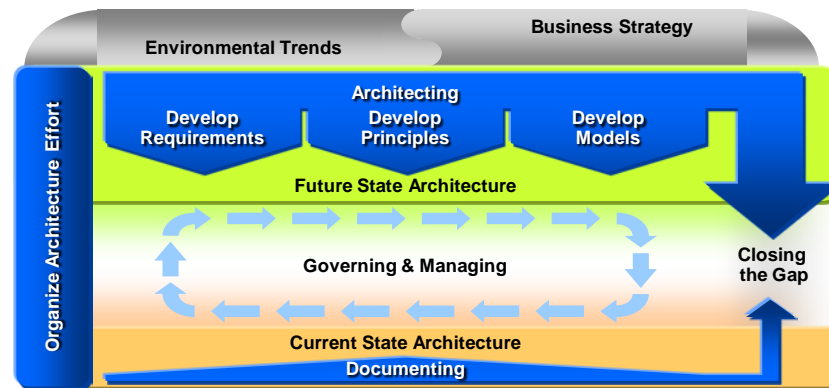 Environmental Trends
Business Strategy
Organize Architecture Effort
Architecting
Develop
Requirements
Develop
Principles
Develop
Models
Future State Architecture
Governing & Managing
Closing
the Gap
Current State Architecture
Documenting